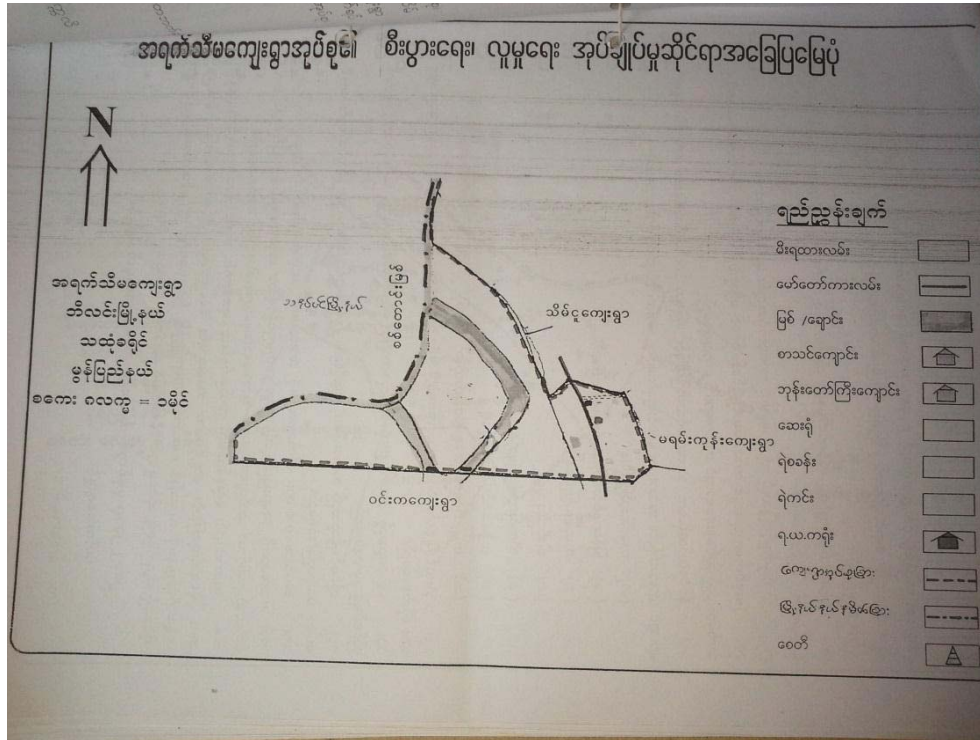 အရက်သီမကျေးရွာအုပ်စု၏ စီးပွားရေး၊ လူမှုရေး အုပ်ချုပ်မှုဆိုင်ရာအခြေပြမြေပုံ
N
အရက်သီမကျေးရွာ
ဘီလင်းမြို့နယ်
သထုံခရိုင်
မွန်ပြည်နယ်
စကေး ၈လက္မ = ၁မိုင်
သိမ်ငူကျေးရွာ
မရမ်းကုန်းကျေးရွာ
ဝင်းကကျေးရွာ
ရည်ညွှန်းချက်
မီးရထားလမ်း
မော်တော်ကားလမ်း
မြစ် /ချောင်း
စာသင်ကျောင်း
ဘုန်းတော်ကြီးကျောင်း
ဆေးရုံ
ရဲစခန်း
ရဲကင်း
ရ.ယ.ကရုံး
ကျေးရွာအုပ်စုခြား
မြို့နယ်နယ်နိမိတ်ခြား
စေတီ